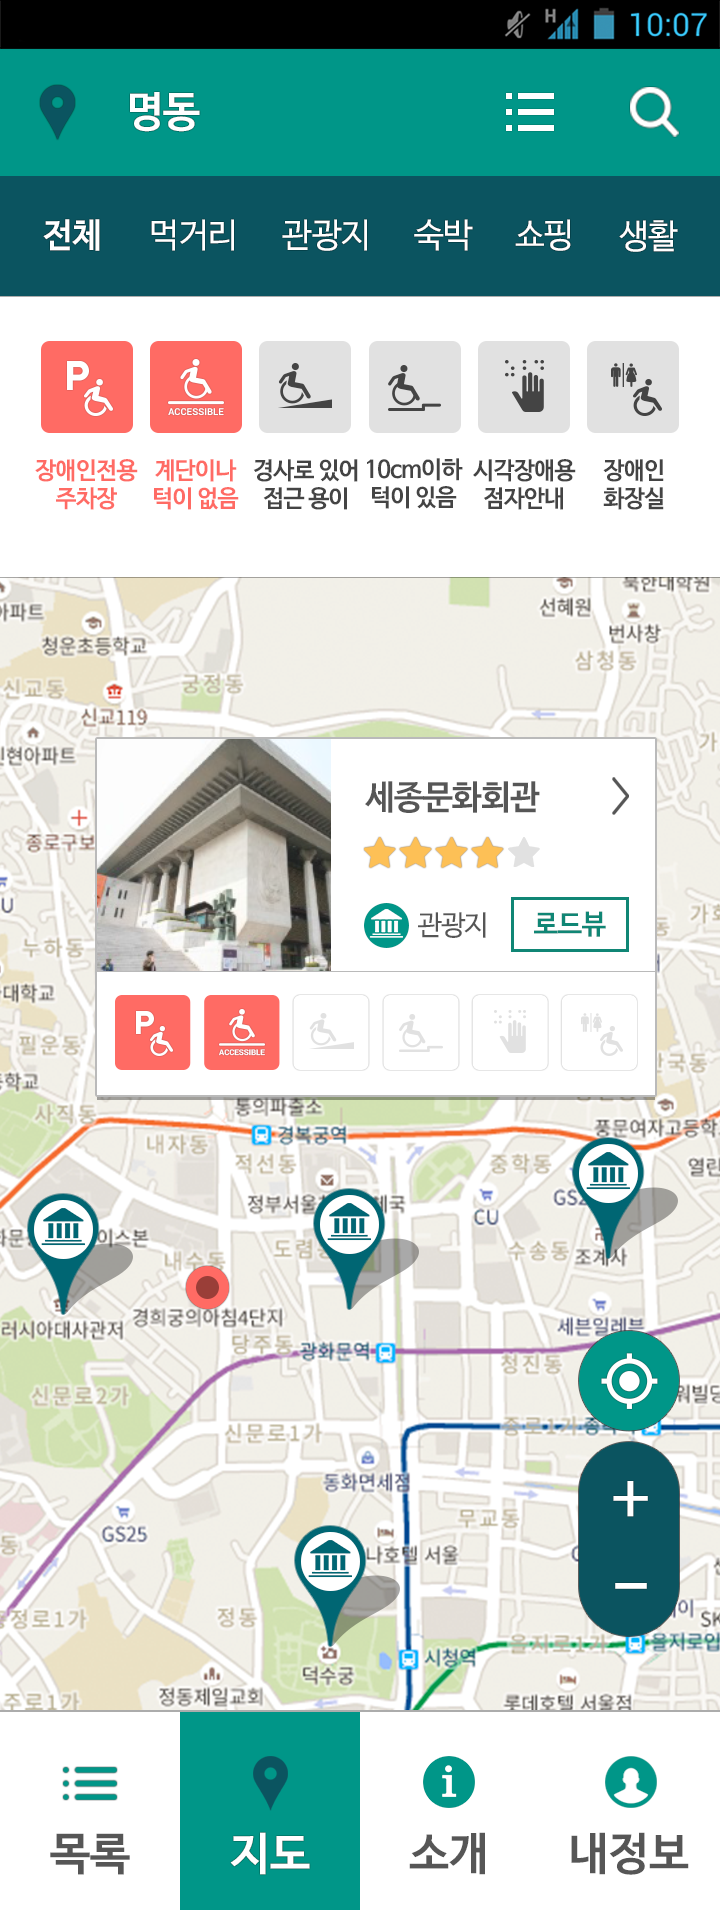 10:07
명동
전체 먹거리 관광지 숙박 쇼핑 생활
P
ACCESSIBLE
장애인전용
주차장
계단이나
턱이 없음
경사로 있어
접근 용이
10cm이하
턱이 있음
시각장애용
점자안내
장애인
화장실
북한대학원
선혜원
아파트
번사창
청운초등학교
삼청동
신교동
궁정동
신교119
현아파트
종로구보
세종문화회관
관광지
로드뷰
가회
누하동
대학교
필운동
등학교
P
ACCESSIBLE
안국동
사직동
통의파출소
경복궁역
내자동
풍문여자고등학
적선동
중학동
열린
정부서울
체국
CU
GS2
이스본
내수동
도렴
수송동
조계사
경희궁의아침4단지
러시아대사관저
세븐일레븐
당주동
광화문역
청진동
신문로2가
워빌딩
신문로1가
종로1가
동화면세점
GS25
무교동
나호텔 서울
정로1가
정동
SK
을지로1가
을지로입
시청역
덕수궁
정동제일교회
주로1가
롯데호텔 서울점
목록
지도
소개
내정보